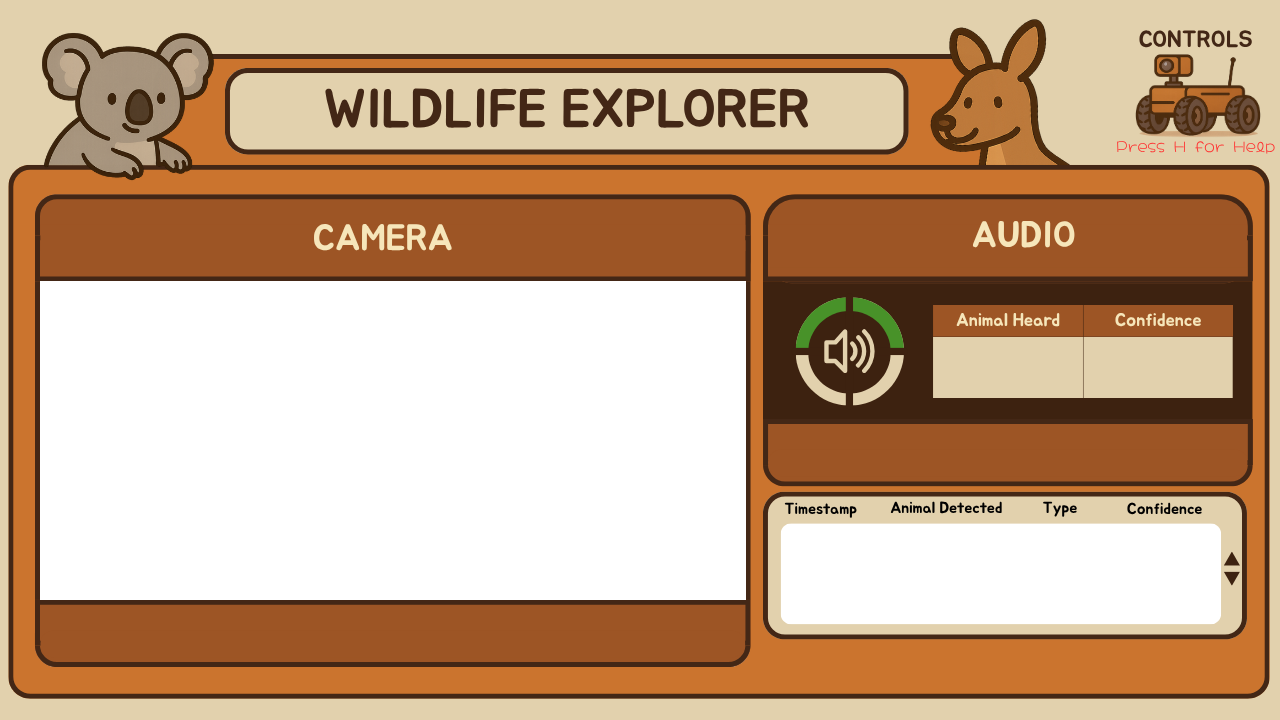 CONTROLS
WILDLIFE EXPLORER
Press H for Help
CAMERA
AUDIO
Animal Heard
Confidence
Timestamp
Animal Detected
Type
Confidence